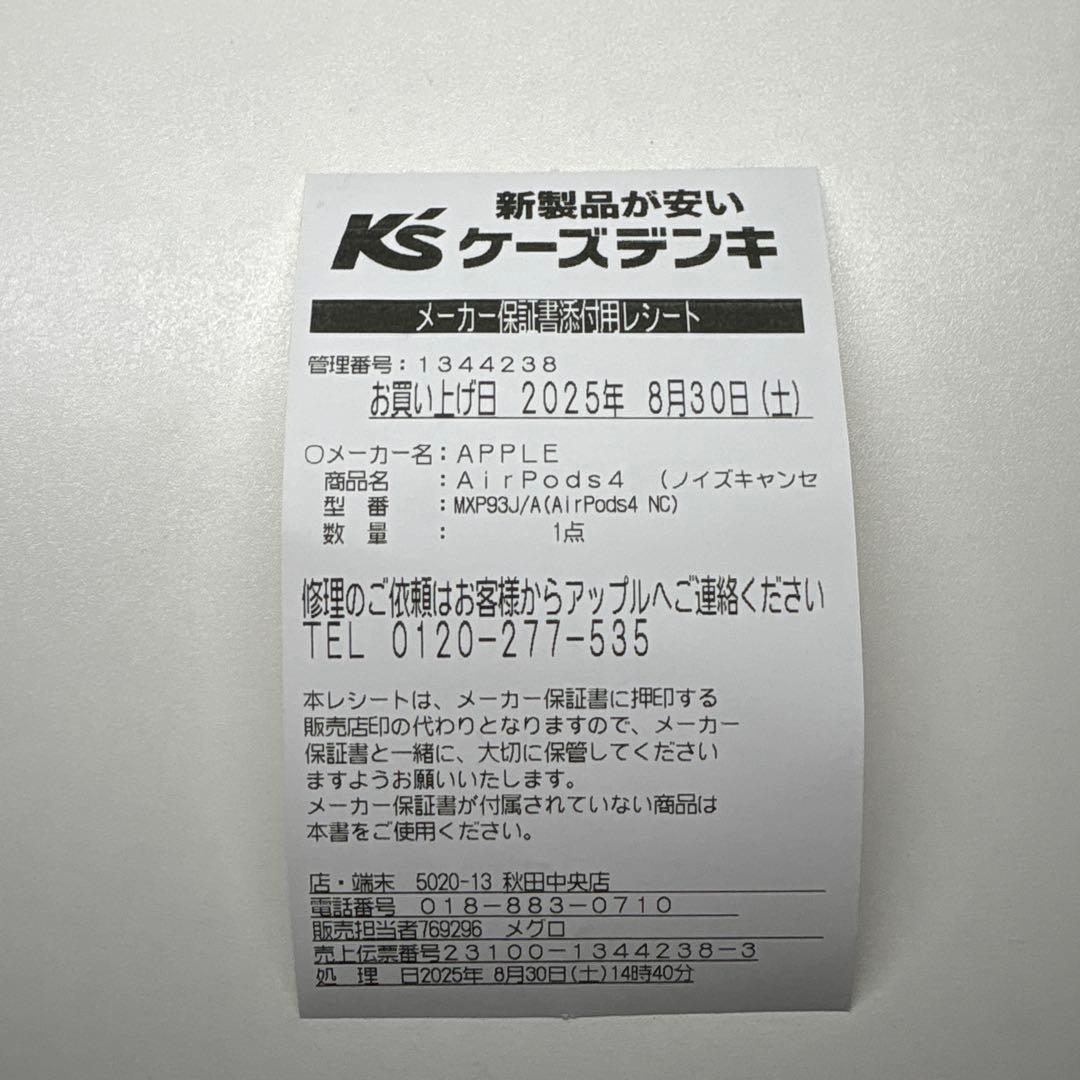 新製品が安い
K's ケーズデンキ
メーカー保証書添付用レシート
管理番号：1344238
お買い上げ日 2025年 8月30日(土)
○メーカー名：APPLE
商品名 ：AirPods4 (ノイズキャンセ
型 番 ：MXP93J/A(AirPods4 NC)
数 量 ： 1点
修理のご依頼はお客様からアップルへご連絡ください
TEL 0120-277-535
本レシートは、メーカー保証書に押印する
販売店印の代わりとなりますので、メーカー
保証書と一緒に、大切に保管してください
ますようお願いいたします。
メーカー保証書が付属されていない商品は
本書をご使用ください。
店・端末 5020-13 秋田中央店
電話番号 018-883-0710
販売担当者769296 メグロ
売上伝票番号23100-1344238-3
処 理 日2025年 8月30日(土)14時40分